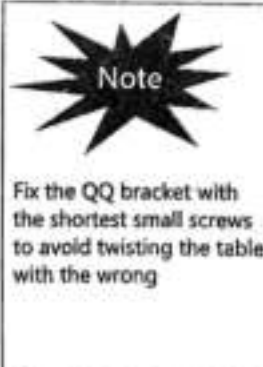 Note
Fix the QQ bracket with
the shortest small screws
to avoid twisting the table
with the wrong